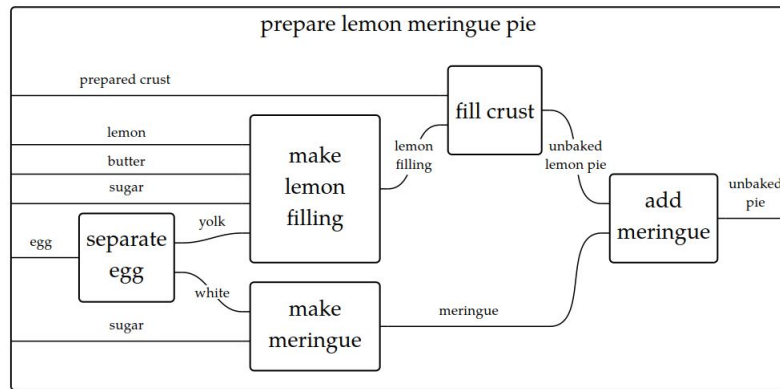 prepare lemon meringue pie
prepared crust
fill crust
lemon
butter
sugar
make
lemon
filling
lemon
filling
unbaked
lemon pie
add
meringue
unbaked
pie
yolk
egg
separate
egg
white
make
meringue
sugar
meringue